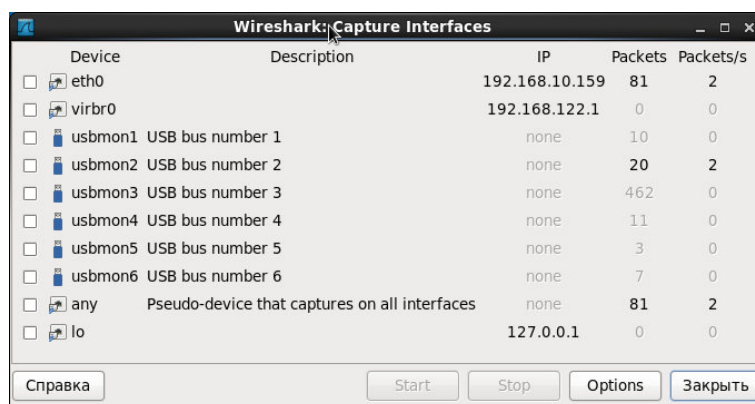 Wireshark: Capture Interfaces
Device Description IP Packets Packets/s
eth0 192.168.10.159 81 2
virbr0 192.168.122.1 0 0
usbmon1 USB bus number 1 none 10 0
usbmon2 USB bus number 2 none 20 2
usbmon3 USB bus number 3 none 462 0
usbmon4 USB bus number 4 none 11 0
usbmon5 USB bus number 5 none 3 0
usbmon6 USB bus number 6 none 7 0
any Pseudo-device that captures on all interfaces none 81 2
lo 127.0.0.1 0 0
Справка Start Stop Options Закрыть